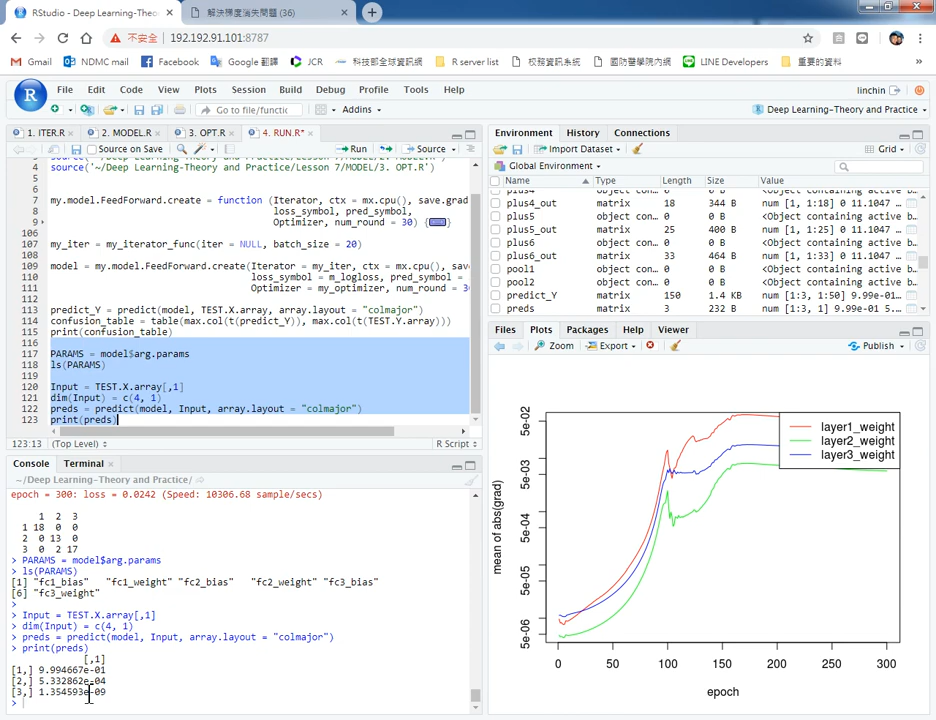 RStudio - Deep Learning-Theo
解決梯度消失問題 (36)
不安全 192.192.91.101:8787
Gmail NDMC mail Facebook Google 翻譯 JCR 科技部全球資訊網 R server list 校務資訊系統 國防醫學院內網 LINE Developers 重要的資料 »
File Edit Code View Plots Session Build Debug Profile Tools Help
linchin
Go to file/functic Addins
Deep Learning-Theory and Practice
1. ITER.R 2. MODEL.R 3. OPT.R 4. RUN.R*
Source on Save Run Source
4 source('~/Deep Learning-Theory and Practice/Lesson 7/MODEL/3. OPT.R')
5
6
7 my.model.FeedForward.create = function (Iterator, ctx = mx.cpu(), save.grad
8 loss_symbol, pred_symbol,
9 Optimizer, num_round = 30) {
106
107 my_iter = my_iterator_func(iter = NULL, batch_size = 20)
108
109 model = my.model.FeedForward.create(Iterator = my_iter, ctx = mx.cpu(), save
110 loss_symbol = m_logloss, pred_symbol =
111 Optimizer = my_optimizer, num_round = 3
112
113 predict_Y = predict(model, TEST.X.array, array.layout = "colmajor")
114 confusion_table = table(max.col(t(predict_Y)), max.col(t(TEST.Y.array)))
115 print(confusion_table)
116
117 PARAMS = model$arg.params
118 ls(PARAMS)
119
120 Input = TEST.X.array[,1]
121 dim(Input) = c(4, 1)
122 preds = predict(model, Input, array.layout = "colmajor")
123 print(preds)
123:13 (Top Level) R Script
Console Terminal
~/Deep Learning-Theory and Practice/
epoch = 300: loss = 0.0242 (Speed: 10306.68 sample/secs)
1 2 3
1 18 0 0
2 0 13 0
3 0 2 17
> PARAMS = model$arg.params
> ls(PARAMS)
[1] "fc1_bias" "fc1_weight" "fc2_bias" "fc2_weight" "fc3_bias"
[6] "fc3_weight"
>
> Input = TEST.X.array[,1]
> dim(Input) = c(4, 1)
> preds = predict(model, Input, array.layout = "colmajor")
> print(preds)
[,1]
[1,] 9.994667e-01
[2,] 5.332862e-04
[3,] 1.354593e-09
>
Environment History Connections
Import Dataset Grid
Global Environment
Name Type Length Size Value
plus4 object con… 0 object containing active b
plus4_out matrix 18 344 B num [1, 1:18] 0 11.1047 …
plus5 object con… 0 <Object containing active b
plus5_out matrix 25 400 B num [1, 1:25] 0 11.1047 …
plus6 object con… 0 <Object containing active b
plus6_out matrix 33 464 B num [1, 1:33] 0 11.1047 …
pool1 object con… 0 <Object containing active b
pool2 object con… 0 <Object containing active b
predict_Y matrix 150 1.4 KB num [1:3, 1:50] 9.99e-01…
preds matrix 3 232 B num [1:3, 1] 9.99e-01 5.33…
Files Plots Packages Help Viewer
Zoom Export Publish
layer1_weight
layer2_weight
layer3_weight
mean of abs(grad)
5e-02
5e-03
5e-04
5e-05
5e-06
0 50 100 150 200 250 300
epoch